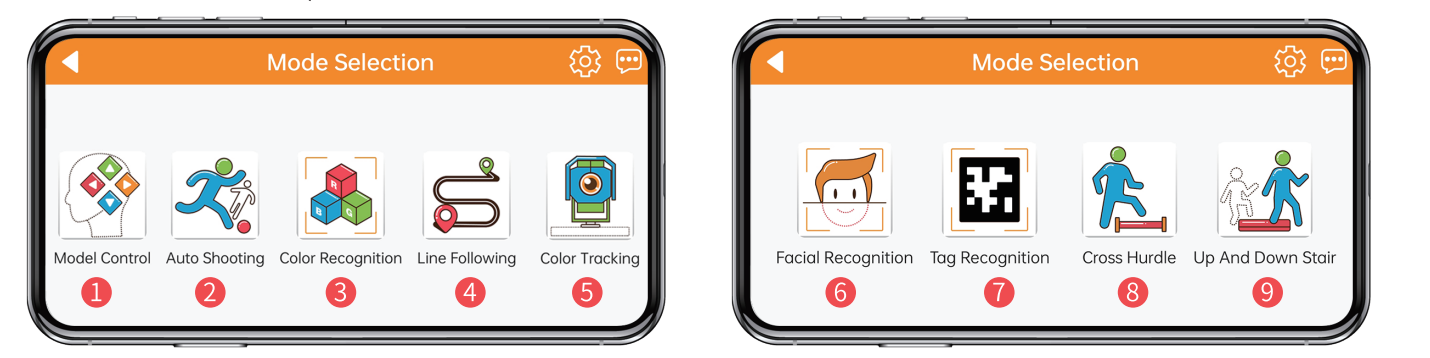 Mode Selection
Model Control
Auto Shooting
R
B
G
Color Recognition
Line Following
Color Tracking
1
2
3
4
5
Mode Selection
Facial Recognition
Tag Recognition
Cross Hurdle
Up And Down Stair
6
7
8
9